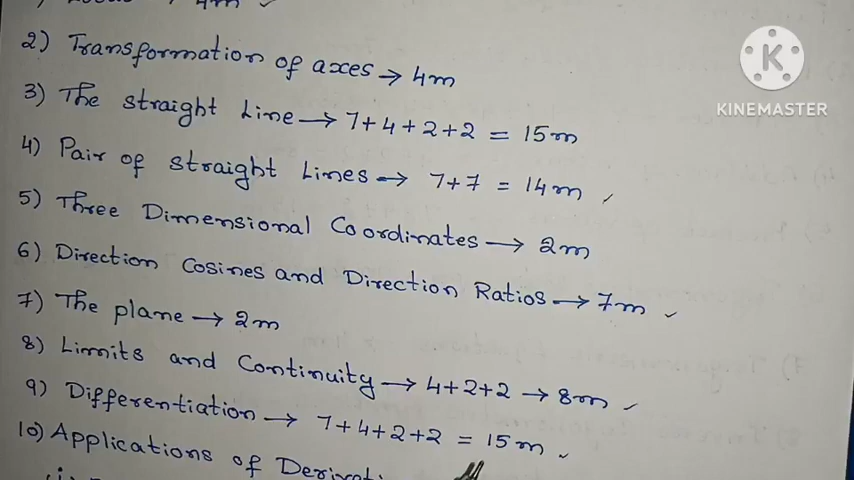 4m ✓
2) Transformation of axes → 4m
3) The straight Line → 7+4+2+2 = 15m
4) Pair of straight Lines → 7+7 = 14m ✓
5) Three Dimensional Coordinates → 2m
6) Direction Cosines and Direction Ratios → 7m ✓
7) The plane → 2m
8) Limits and Continuity → 4+2+2 → 8m ✓
9) Differentiation → 7+4+2+2 = 15m ✓
10) Applications of
KINEMASTER